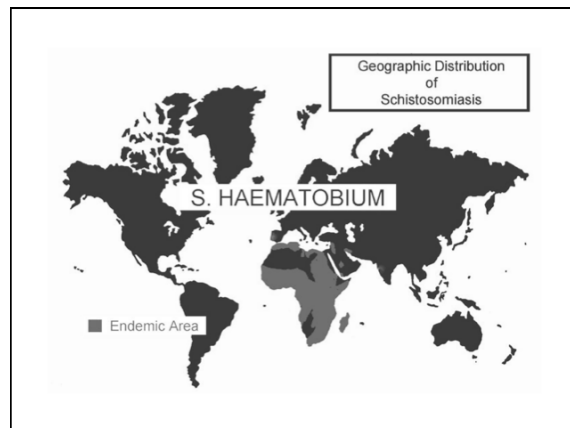 Geographic Distribution
of
Schistosomiasis
S. HAEMATOBIUM
Endemic Area